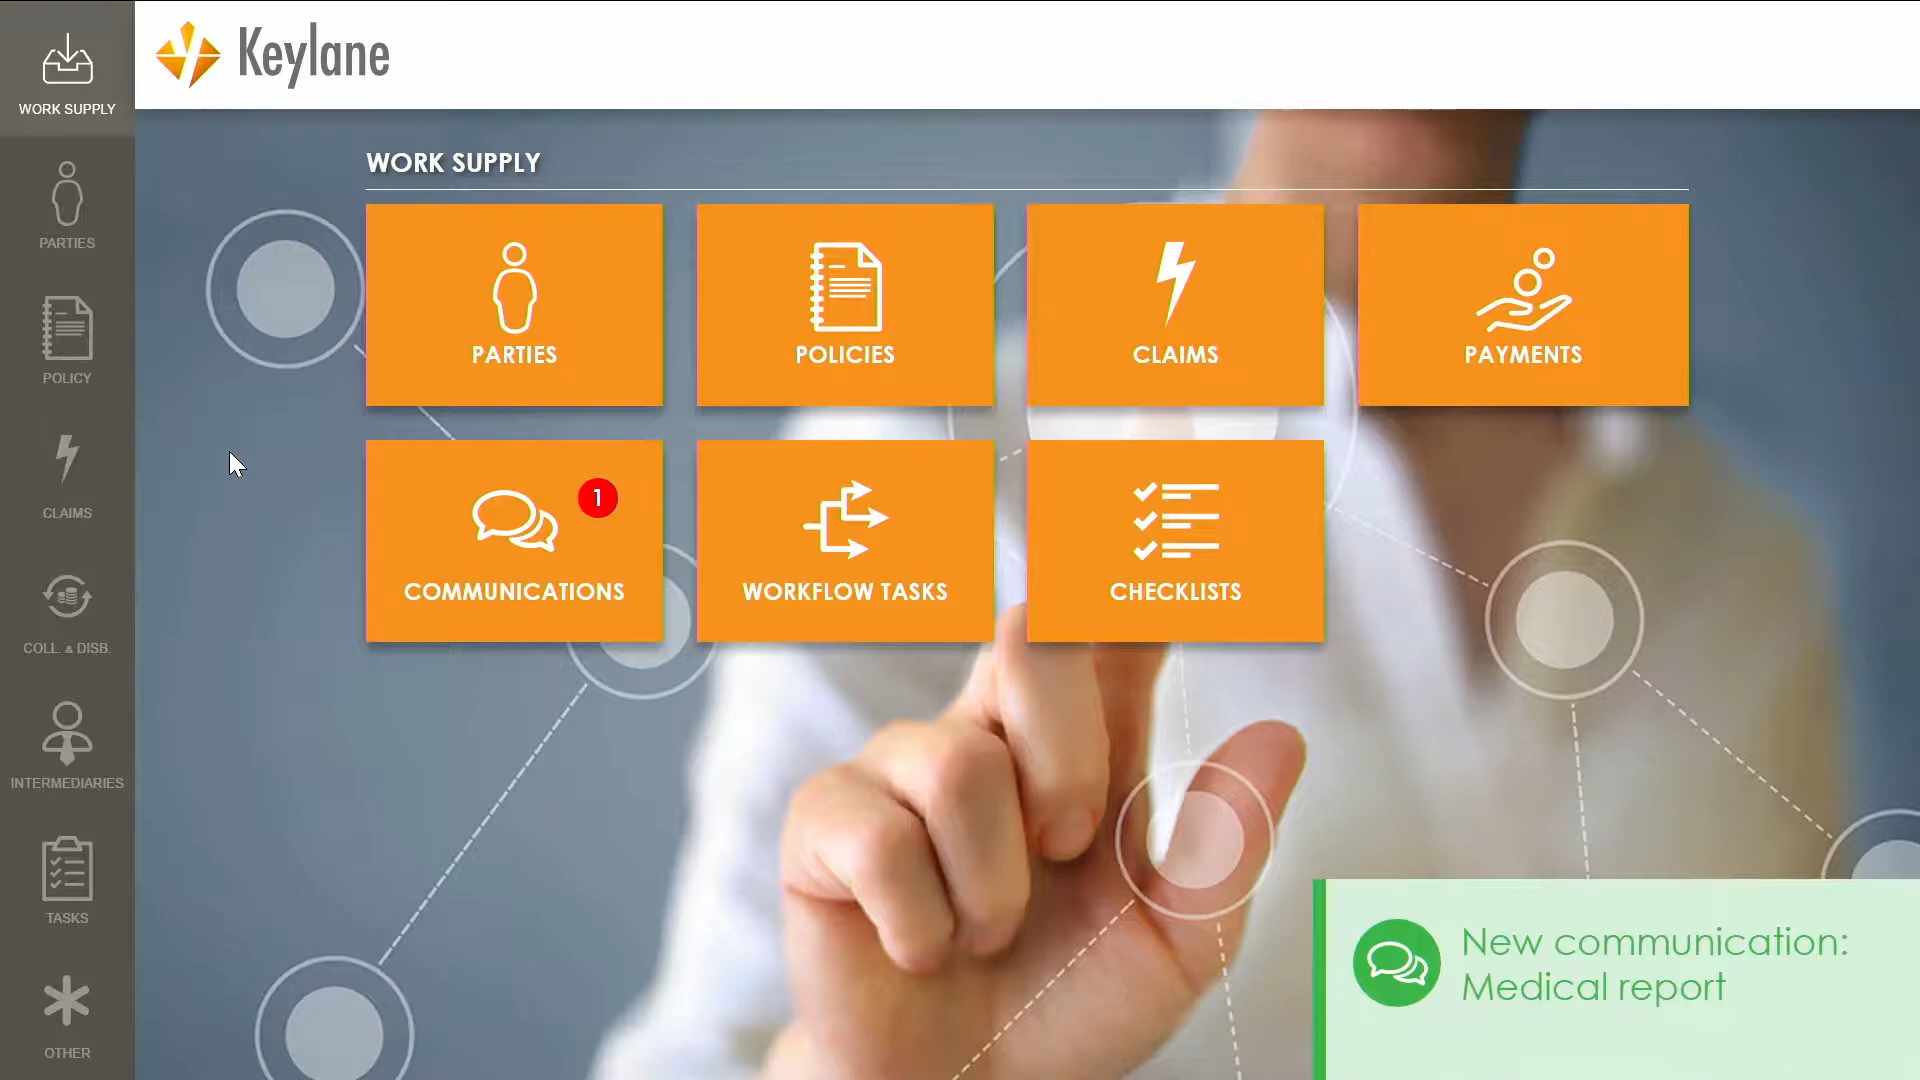 Keylane
WORK SUPPLY
PARTIES
POLICY
CLAIMS
COLL. & DISB.
INTERMEDIARIES
TASKS
OTHER
WORK SUPPLY
PARTIES
POLICIES
CLAIMS
PAYMENTS
1
COMMUNICATIONS
WORKFLOW TASKS
CHECKLISTS
New communication:
Medical report